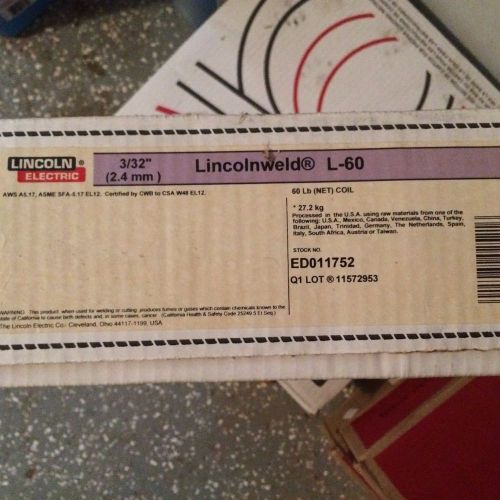 LINCOLN®
ELECTRIC
3/32"
(2.4 mm )
Lincolnweld® L-60
AWS A5.17, ASME SFA-5.17 EL12. Certified by CWB to CSA W48 EL12.
60 Lb (NET) COIL
* 27.2 kg
Processed in the U.S.A. using raw materials from one of the
following: U.S.A., Mexico, Canada, Venezuela, China, Turkey,
Brazil, Japan, Trinidad, Germany, The Netherlands, Spain,
Italy, South Africa, Austria or Taiwan.
STOCK NO.
ED011752
Q1 LOT ® 11572953
WARNING: This product, when used for welding or cutting, produces fumes or gases which contain chemicals known to the
State of California to cause birth defects and, in some cases, cancer. (California Health & Safety Code 25249.5 Et Seq.)
The Lincoln Electric Co. Cleveland, Ohio 44117-1199, USA